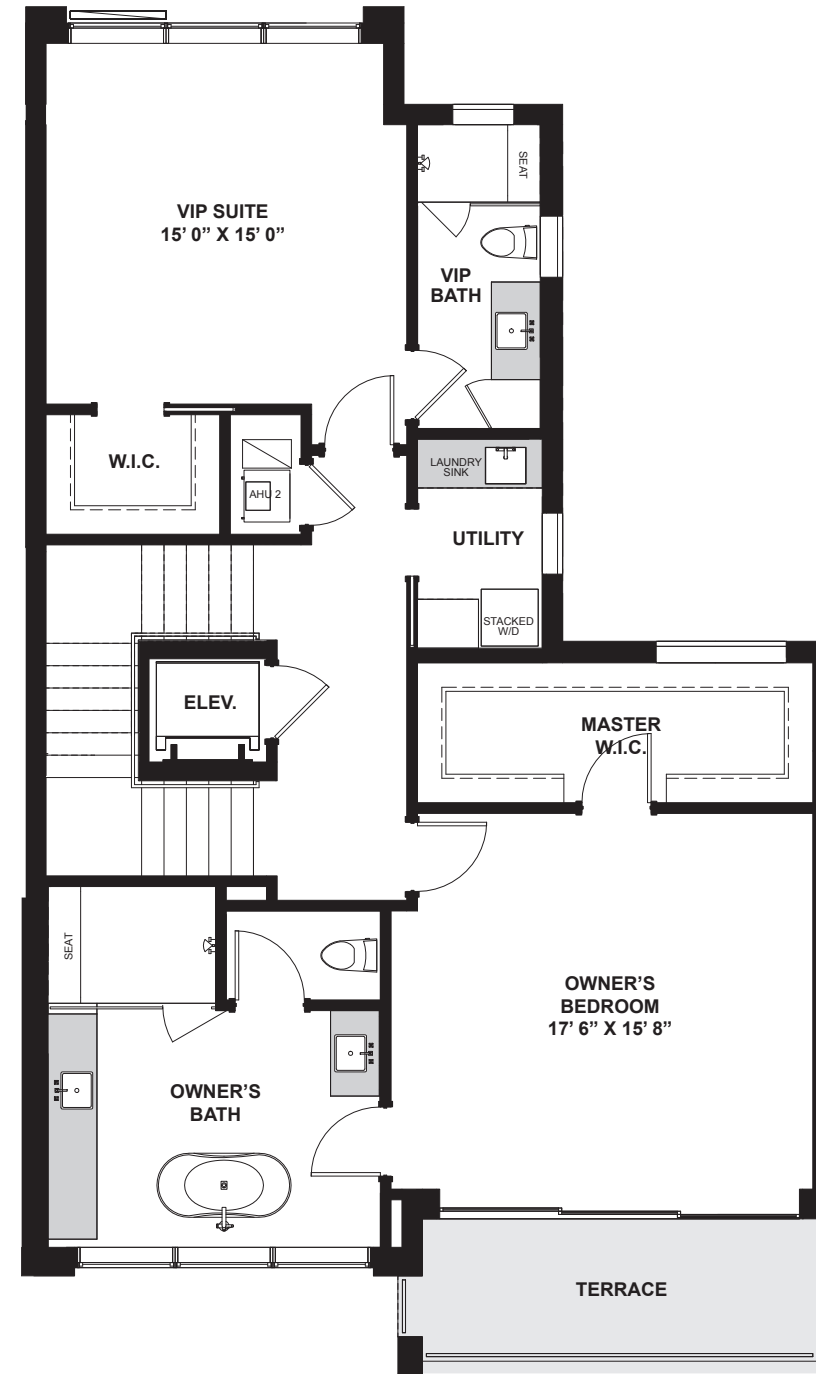 SEAT
VIP SUITE
15’ 0” X 15’ 0”
VIP
BATH
W.I.C.
LAUNDRY
SINK
AHU 2
UTILITY
STACKED
W/D
ELEV.
MASTER
W.I.C.
SEAT
OWNER’S
BEDROOM
17’ 6” X 15’ 8”
OWNER’S
BATH
TERRACE